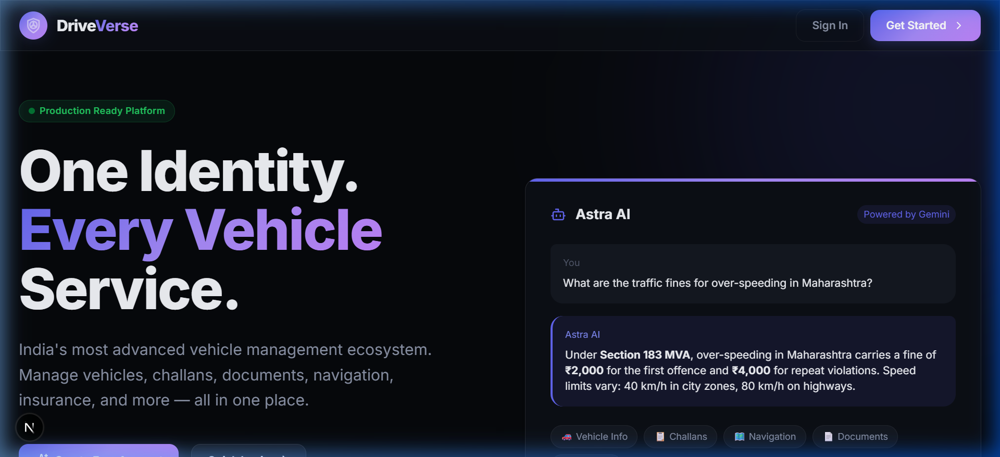 DriveVerse
Sign In
Get Started
Production Ready Platform
One Identity.
Every Vehicle
Service.
India's most advanced vehicle management ecosystem.
Manage vehicles, challans, documents, navigation,
insurance, and more — all in one place.
Astra AI
Powered by Gemini
You
What are the traffic fines for over-speeding in Maharashtra?
Astra AI
Under Section 183 MVA, over-speeding in Maharashtra carries a fine of
₹2,000 for the first offence and ₹4,000 for repeat violations. Speed
limits vary: 40 km/h in city zones, 80 km/h on highways.
Vehicle Info
Challans
Navigation
Documents
N